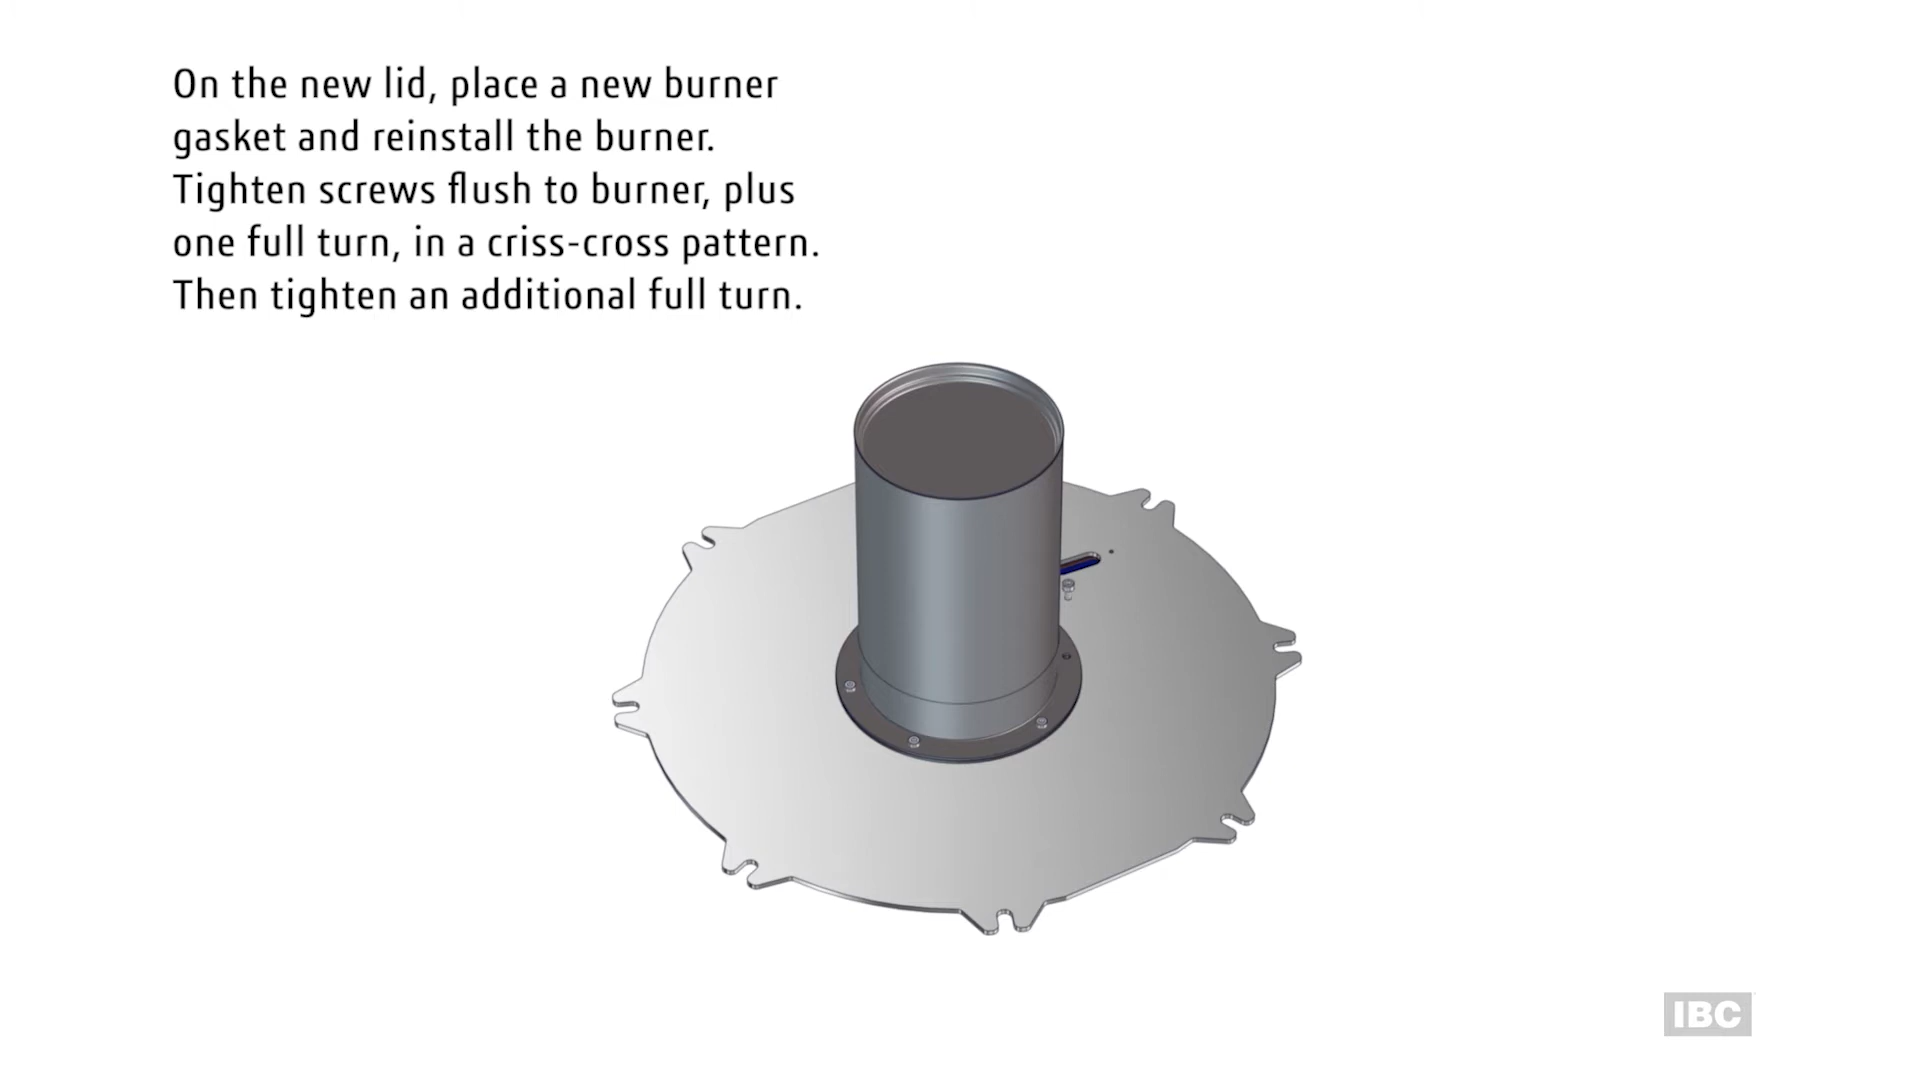 On the new lid, place a new burner
gasket and reinstall the burner.
Tighten screws flush to burner, plus
one full turn, in a criss-cross pattern.
Then tighten an additional full turn.
IBC